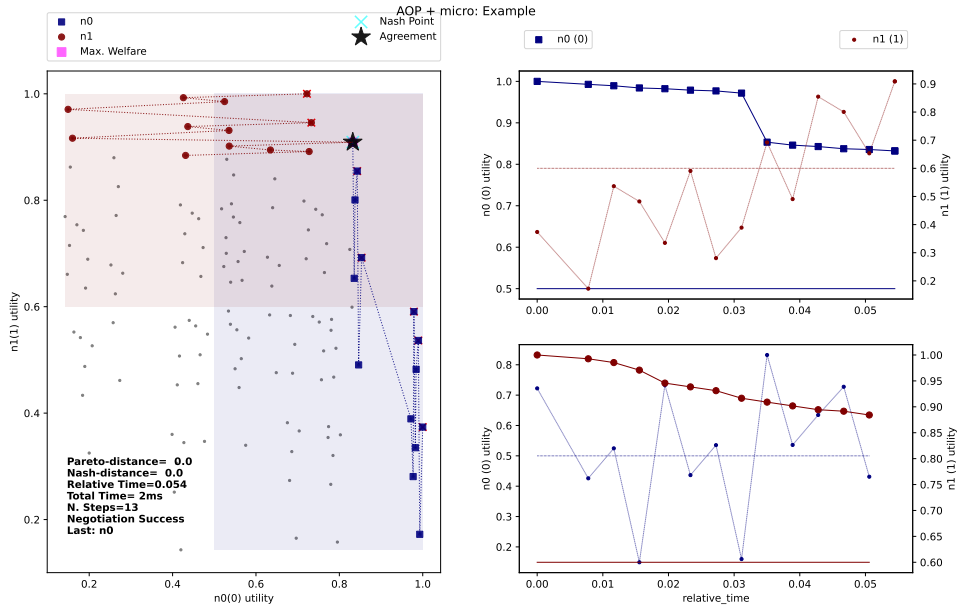 AOP + micro: Example
n0
n1
Max. Welfare
Nash Point
Agreement
n1(1) utility
1.0
0.8
0.6
0.4
0.2
Pareto-distance= 0.0
Nash-distance= 0.0
Relative Time=0.054
Total Time= 2ms
N. Steps=13
Negotiation Success
Last: n0
0.2 0.4 0.6 0.8 1.0
n0(0) utility
n0 (0)
n1 (1)
n0 (0) utility
1.0
0.9
0.8
0.7
0.6
0.5
0.9
0.8
0.7
0.6
0.5
0.4
0.3
0.2
n1 (1) utility
0.00 0.01 0.02 0.03 0.04 0.05
n0 (0) utility
0.8
0.7
0.6
0.5
0.4
0.3
0.2
1.00
0.95
0.90
0.85
0.80
0.75
0.70
0.65
0.60
n1 (1) utility
0.00 0.01 0.02 0.03 0.04 0.05
relative_time